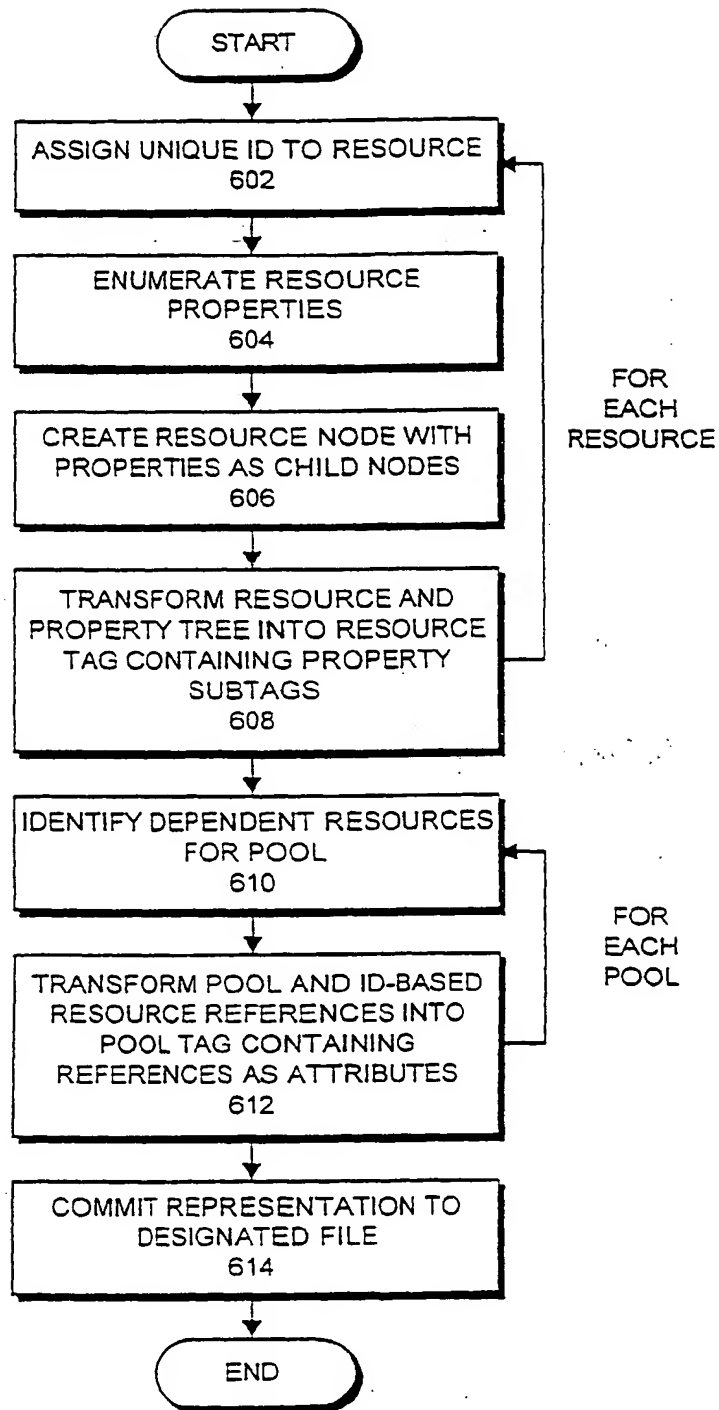 START
ASSIGN UNIQUE ID TO RESOURCE
602
ENUMERATE RESOURCE
PROPERTIES
604
CREATE RESOURCE NODE WITH
PROPERTIES AS CHILD NODES
606
TRANSFORM RESOURCE AND
PROPERTY TREE INTO RESOURCE
TAG CONTAINING PROPERTY
SUBTAGS
608
FOR
EACH
RESOURCE
IDENTIFY DEPENDENT RESOURCES
FOR POOL
610
TRANSFORM POOL AND ID-BASED
RESOURCE REFERENCES INTO
POOL TAG CONTAINING
REFERENCES AS ATTRIBUTES
612
FOR
EACH
POOL
COMMIT REPRESENTATION TO
DESIGNATED FILE
614
END